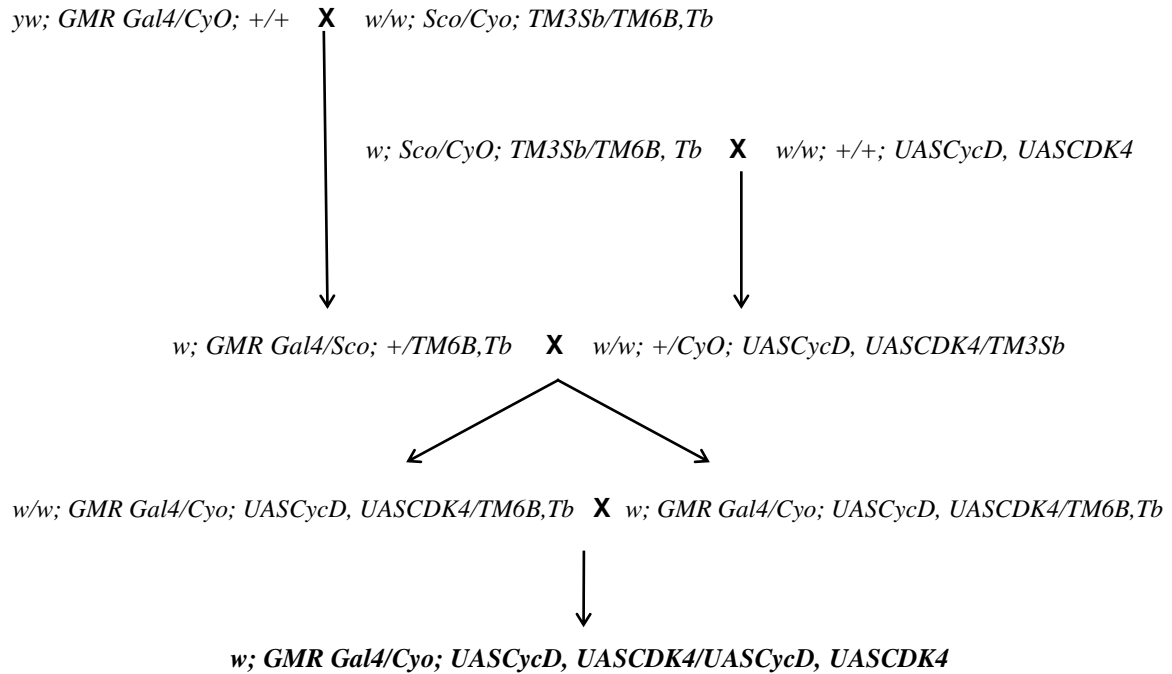 yw; GMR Gal4/CyO; +/+ X w/w; Sco/Cyo; TM3Sb/TM6B,Tb
w; Sco/CyO; TM3Sb/TM6B, Tb X w/w; +/+; UASCycD, UASCDK4
w; GMR Gal4/Sco; +/TM6B,Tb X w/w; +/CyO; UASCycD, UASCDK4/TM3Sb
w/w; GMR Gal4/Cyo; UASCycD, UASCDK4/TM6B,Tb X w; GMR Gal4/Cyo; UASCycD, UASCDK4/TM6B,Tb
w; GMR Gal4/Cyo; UASCycD, UASCDK4/UASCycD, UASCDK4